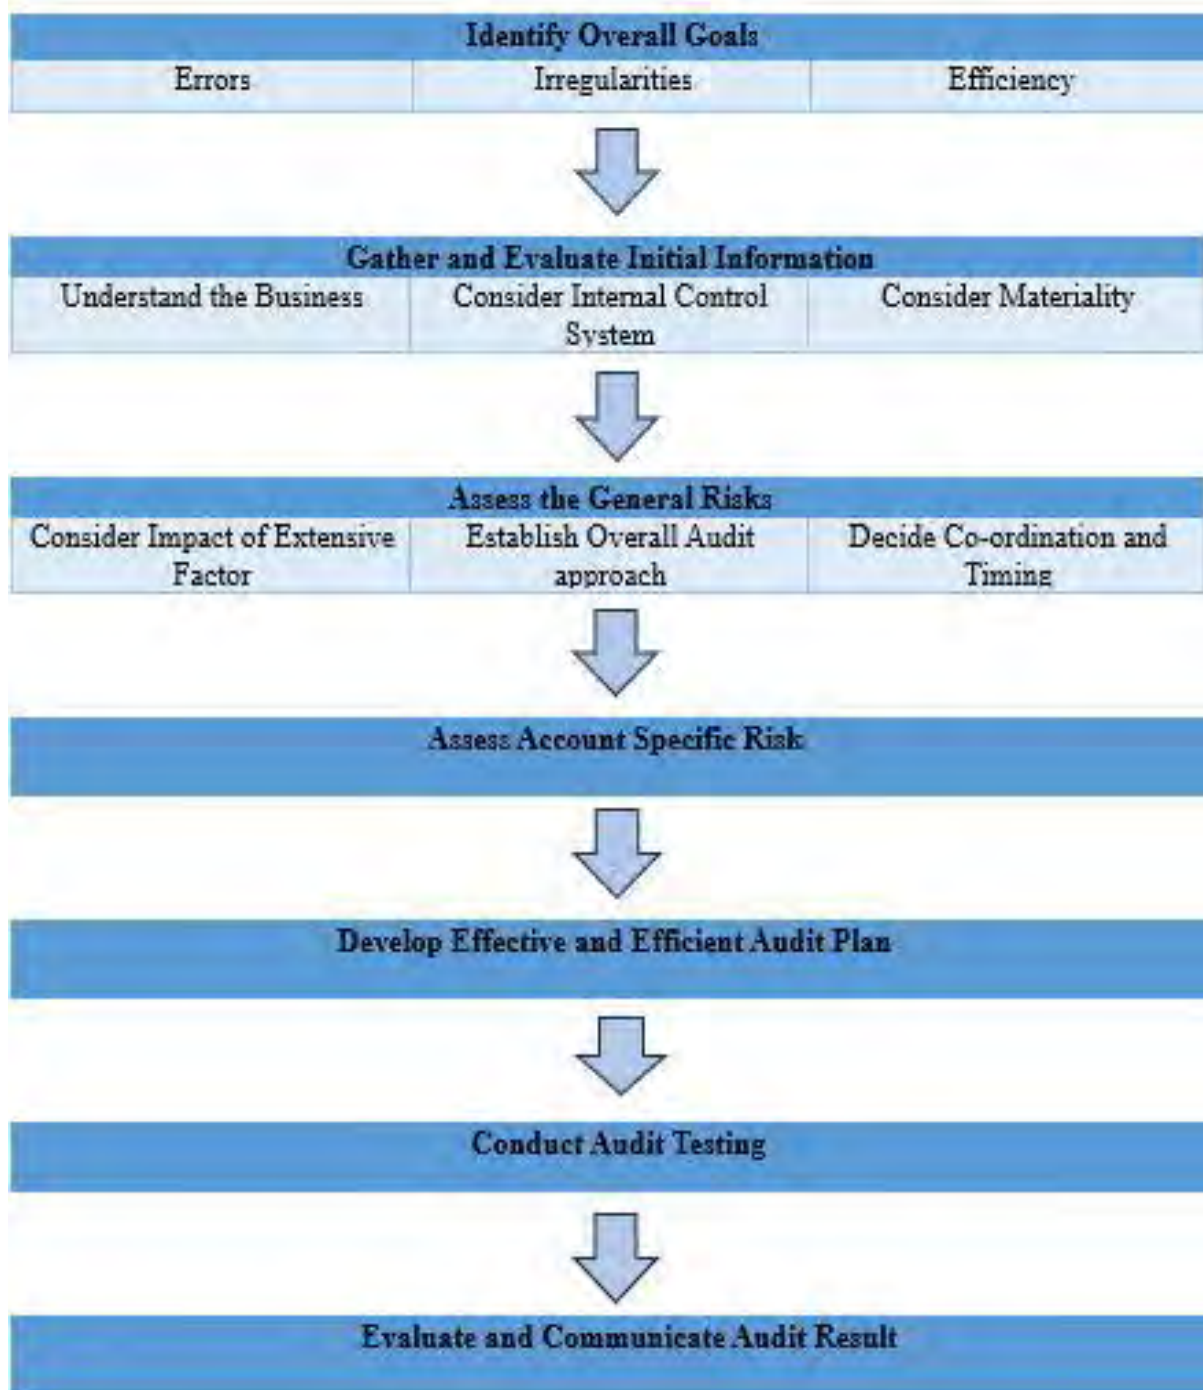 Identify Overall Goals
Errors
Irregularities
Efficiency
Gather and Evaluate Initial Information
Understand the Business
Consider Internal Control
System
Consider Materiality
Assess the General Risks
Consider Impact of Extensive
Factor
Establish Overall Audit
approach
Decide Co-ordination and
Timing
Assess Account Specific Risk
Develop Effective and Efficient Audit Plan
Conduct Audit Testing
Evaluate and Communicate Audit Result